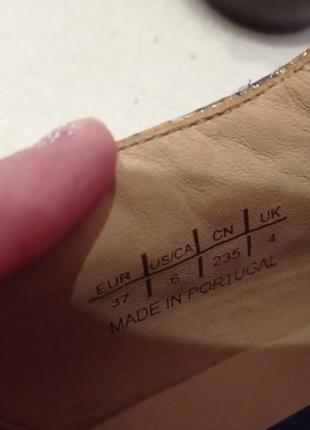 EUR US/CA CN UK
37 6 235 4
MADE IN PORTUGAL